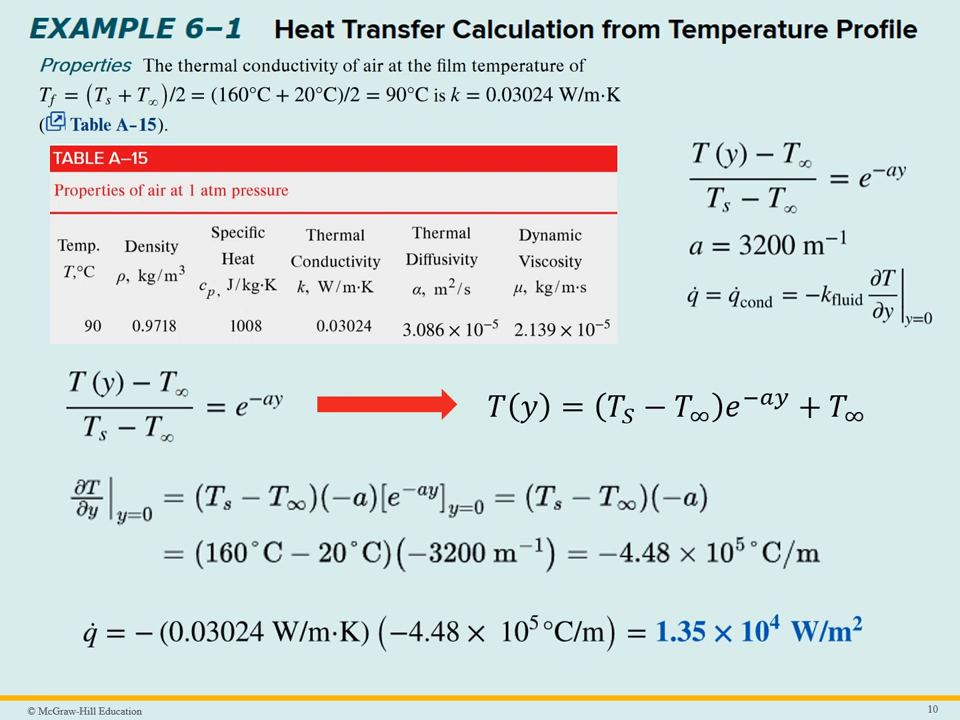 EXAMPLE 6–1 Heat Transfer Calculation from Temperature Profile
Properties The thermal conductivity of air at the film temperature of
T_f = (T_s + T_∞)/2 = (160°C + 20°C)/2 = 90°C is k = 0.03024 W/m·K
(Table A–15).
TABLE A–15
Properties of air at 1 atm pressure
Temp. T,°C | Density ρ, kg/m³ | Specific Heat c_p, J/kg·K | Thermal Conductivity k, W/m·K | Thermal Diffusivity α, m²/s | Dynamic Viscosity μ, kg/m·s
90 | 0.9718 | 1008 | 0.03024 | 3.086 × 10⁻⁵ | 2.139 × 10⁻⁵
(T(y) − T_∞)/(T_s − T_∞) = e^(−ay)
a = 3200 m⁻¹
q̇ = q̇_cond = −k_fluid ∂T/∂y|_(y=0)
(T(y) − T_∞)/(T_s − T_∞) = e^(−ay)
T(y) = (T_S − T_∞)e^(−ay) + T_∞
∂T/∂y|_(y=0) = (T_s − T_∞)(−a)[e^(−ay)]_(y=0) = (T_s − T_∞)(−a)
= (160°C − 20°C)(−3200 m⁻¹) = −4.48 × 10⁵°C/m
q̇ = −(0.03024 W/m·K)(−4.48 × 10⁵ °C/m) = 1.35 × 10⁴ W/m²
© McGraw-Hill Education
10